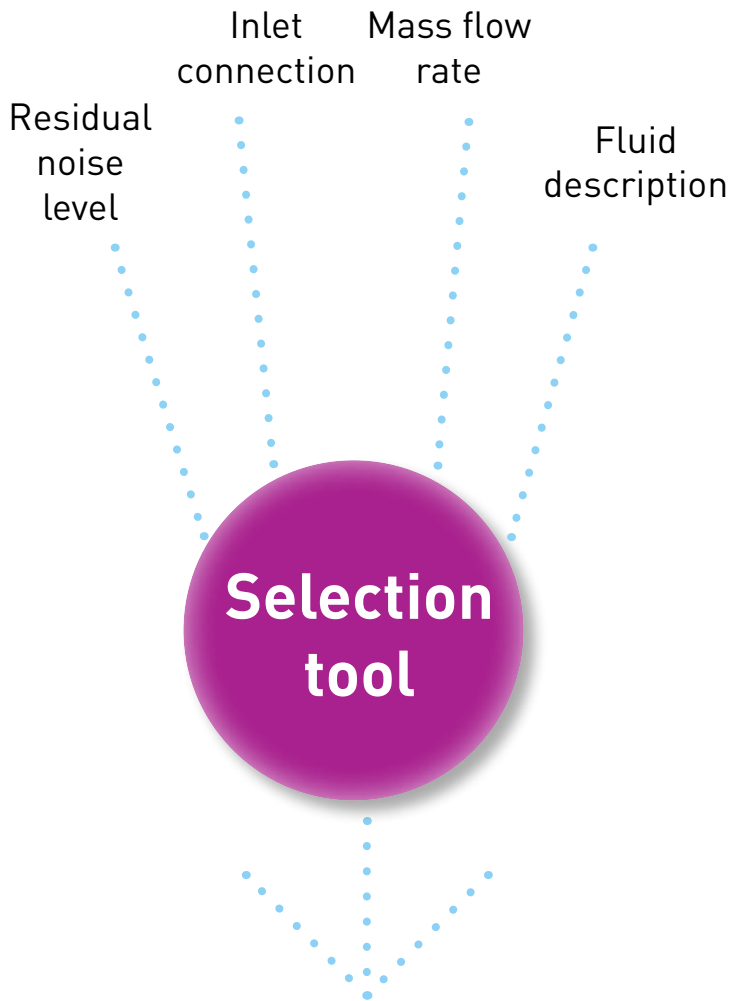 Inlet
connection
Mass flow
rate
Residual
noise
level
Fluid
description
Selection
tool